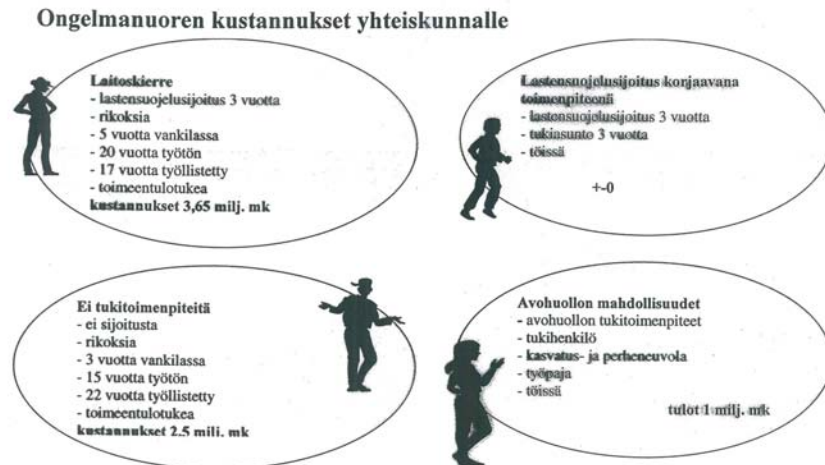 Ongelmanuoren kustannukset yhteiskunnalle
Laitoskierre
- lastensuojelusijoitus 3 vuotta
- rikoksia
- 5 vuotta vankilassa
- 20 vuotta työtön
- 17 vuotta työllistetty
- toimeentulotukea
kustannukset 3,65 milj. mk
Lastensuojelusijoitus korjaavana
toimenpiteenä
- lastensuojelusijoitus 3 vuotta
- tukiasunto 3 vuotta
- töissä
+-0
Ei tukitoimenpiteitä
- ei sijoitusta
- rikoksia
- 3 vuotta vankilassa
- 15 vuotta työtön
- 22 vuotta työllistetty
- toimeentulotukea
kustannukset 2.5 milj. mk
Avohuollon mahdollisuudet
- avohuollon tukitoimenpiteet
- tukihenkilö
- kasvatus- ja perheneuvola
- työpaja
- töissä
tulot 1 milj. mk